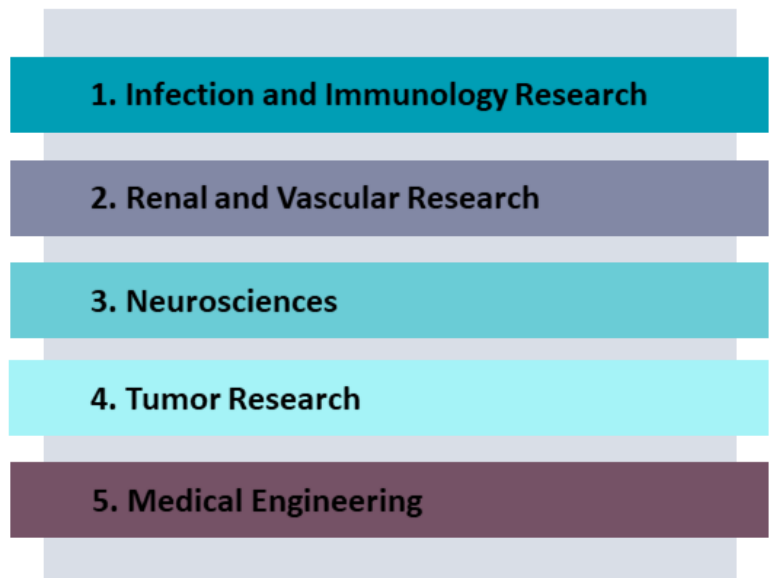 1. Infection and Immunology Research
2. Renal and Vascular Research
3. Neurosciences
4. Tumor Research
5. Medical Engineering